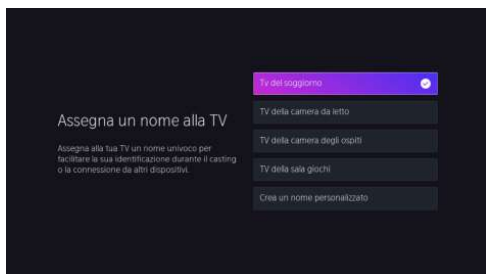 Assegna un nome alla TV
Assegna alla tua TV un nome univoco per
facilitare la sua identificazione durante il casting
o la connessione da altri dispositivi.
Tv del soggiorno
TV della camera da letto
TV della camera degli ospiti
TV della sala giochi
Crea un nome personalizzato